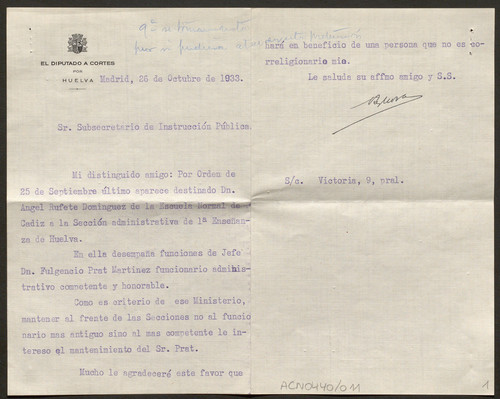 EL DIPUTADO A CORTES
POR
HUELVA
Madrid, 26 de Octubre de 1933.
Sr. Subsecretario de Instrucción Pública.
Mi distinguido amigo: Por Orden de
25 de Septiembre último aparece destinado Dn.
Angel Rufete Dominguez de la Escuela Normal de
Cadiz a la Sección administrativa de 1ª Enseñan
za de Huelva.
En ella desempaña funciones de Jefe
Dn. Fulgencio Prat Martinez funcionario adminis-
trativo competente y honorable.
Como es criterio de ese Ministerio,
mantener al frente de las Secciones no al funcio
nario mas antiguo sino al mas competente le in-
tereso el mantenimiento del Sr. Prat.
Mucho le agradeceré este favor que
hará en beneficio de una persona que no es co-
rreligionario mio.
Le saluda su affmo amigo y S.S.
S/c. Victoria, 9, pral.
ACN0440/011
1